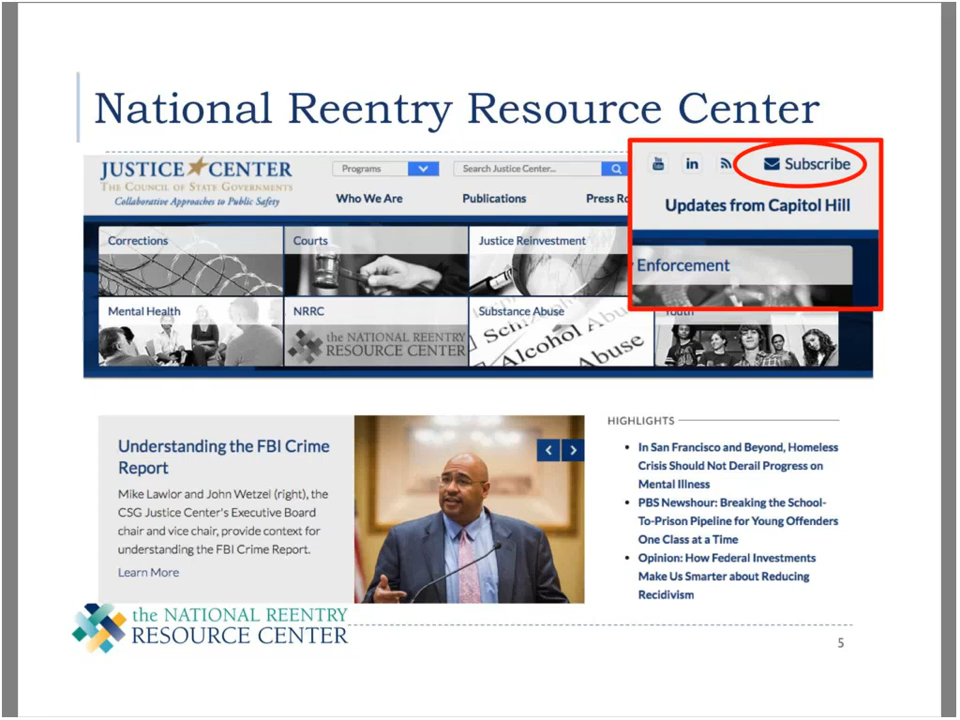 National Reentry Resource Center
JUSTICE CENTER
THE COUNCIL OF STATE GOVERNMENTS
Collaborative Approaches to Public Safety
Programs
Search Justice Center...
Who We Are
Publications
Press Ro
Subscribe
Updates from Capitol Hill
Enforcement
Corrections
Courts
Justice Reinvestment
Mental Health
NRRC
the NATIONAL REENTRY
RESOURCE CENTER
Substance Abuse
Alcohol Abu
Abuse
Youth
Understanding the FBI Crime
Report
Mike Lawlor and John Wetzel (right), the
CSG Justice Center's Executive Board
chair and vice chair, provide context for
understanding the FBI Crime Report.
Learn More
HIGHLIGHTS
• In San Francisco and Beyond, Homeless
Crisis Should Not Derail Progress on
Mental Illness
• PBS Newshour: Breaking the School-
To-Prison Pipeline for Young Offenders
One Class at a Time
• Opinion: How Federal Investments
Make Us Smarter about Reducing
Recidivism
the NATIONAL REENTRY
RESOURCE CENTER
5